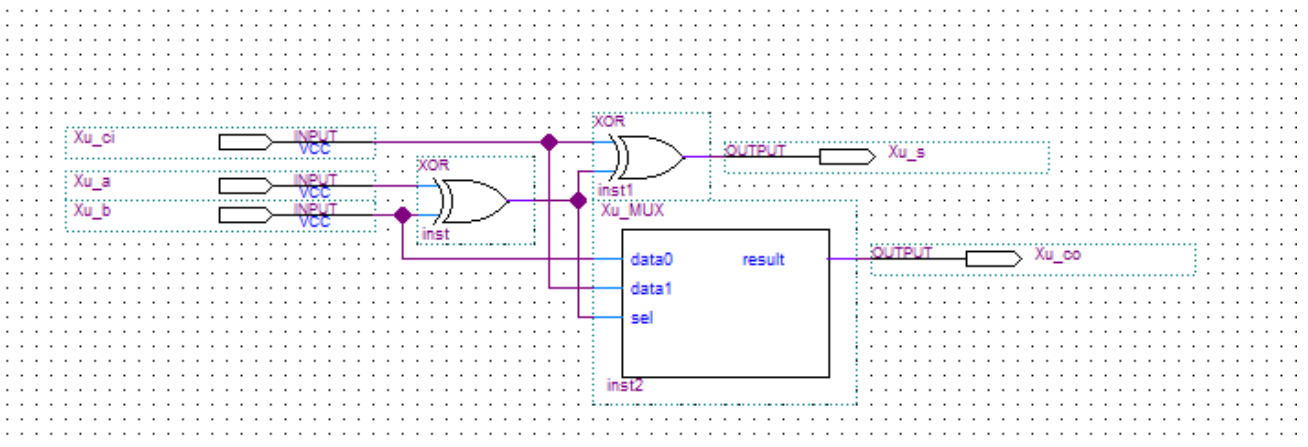 XOR
Xu_ci
INPUT
VCC
OUTPUT
Xu_s
XOR
Xu_a
INPUT
VCC
inst1
Xu_b
INPUT
VCC
Xu_MUX
inst
data0
result
OUTPUT
Xu_co
data1
sel
inst2